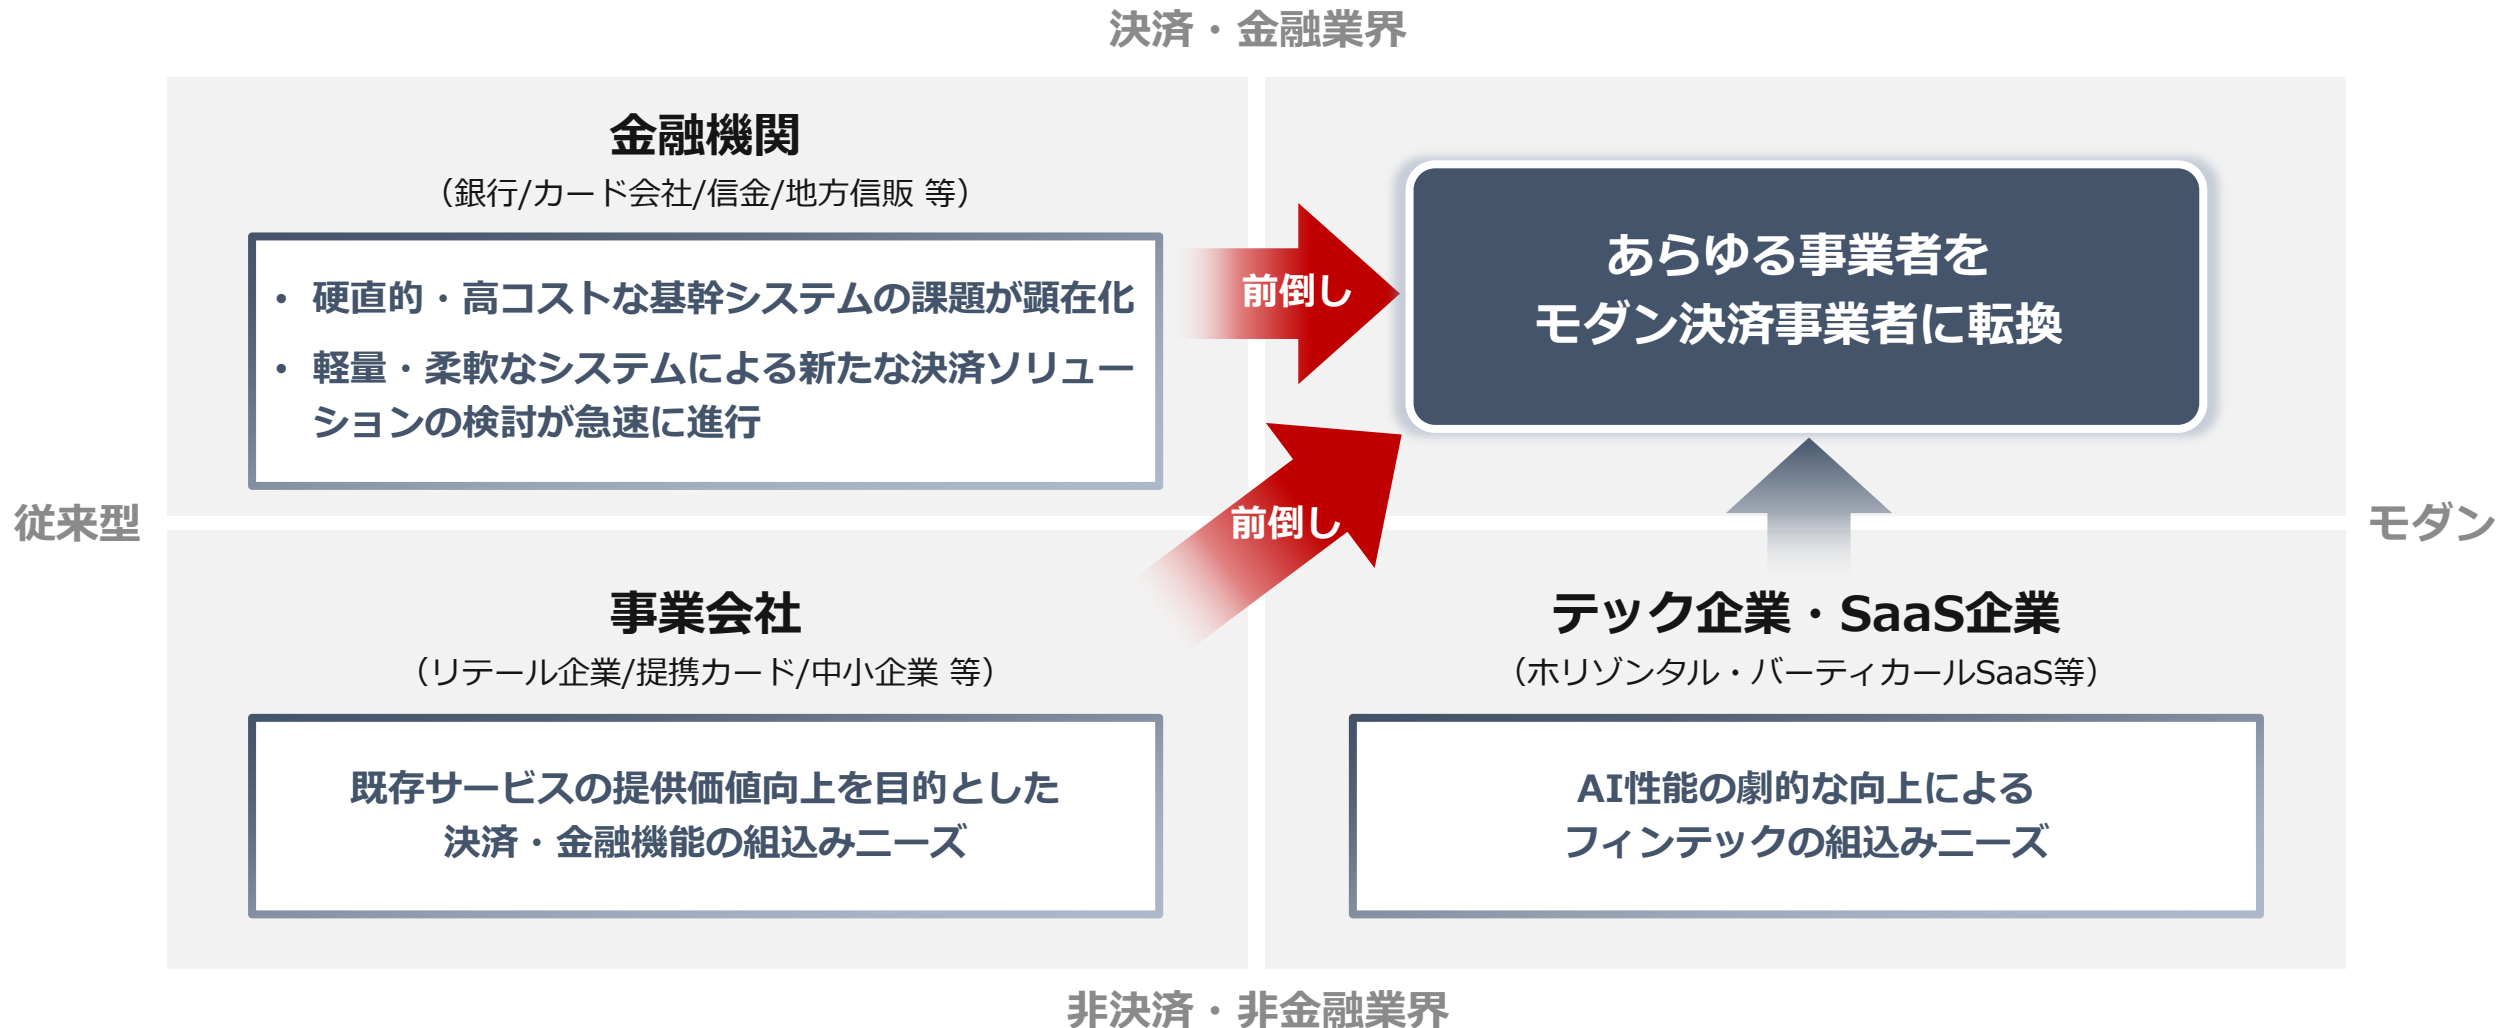 決済・金融業界
金融機関
（銀行/カード会社/信金/地方信販 等）
• 硬直的・高コストな基幹システムの課題が顕在化
• 軽量・柔軟なシステムによる新たな決済ソリュー
ションの検討が急速に進行
前倒し
あらゆる事業者を
モダン決済事業者に転換
従来型
前倒し
モダン
事業会社
（リテール企業/提携カード/中小企業 等）
既存サービスの提供価値向上を目的とした
決済・金融機能の組込みニーズ
テック企業・SaaS企業
（ホリゾンタル・バーティカールSaaS等）
AI性能の劇的な向上による
フィンテックの組込みニーズ
非決済・非金融業界